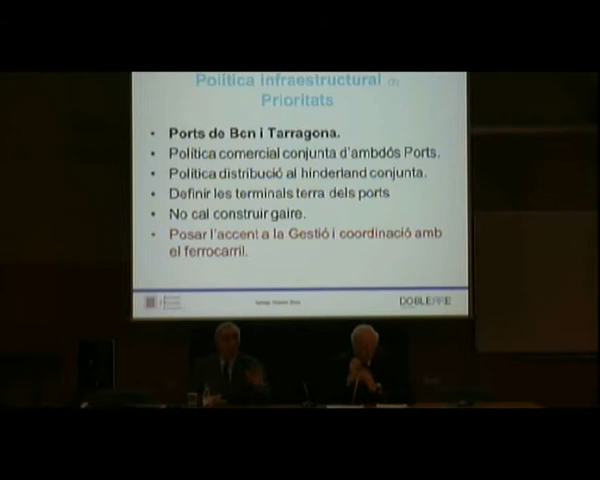 Política infraestructural
Prioritats
• Ports de Bcn i Tarragona.
• Política comercial conjunta d'ambdós Ports.
• Política distribució al hinderland conjunta.
• Definir les terminals terra dels ports
• No cal construir gaire.
• Posar l'accent a la Gestió i coordinació amb
el ferrocarril.
DOBLERRE